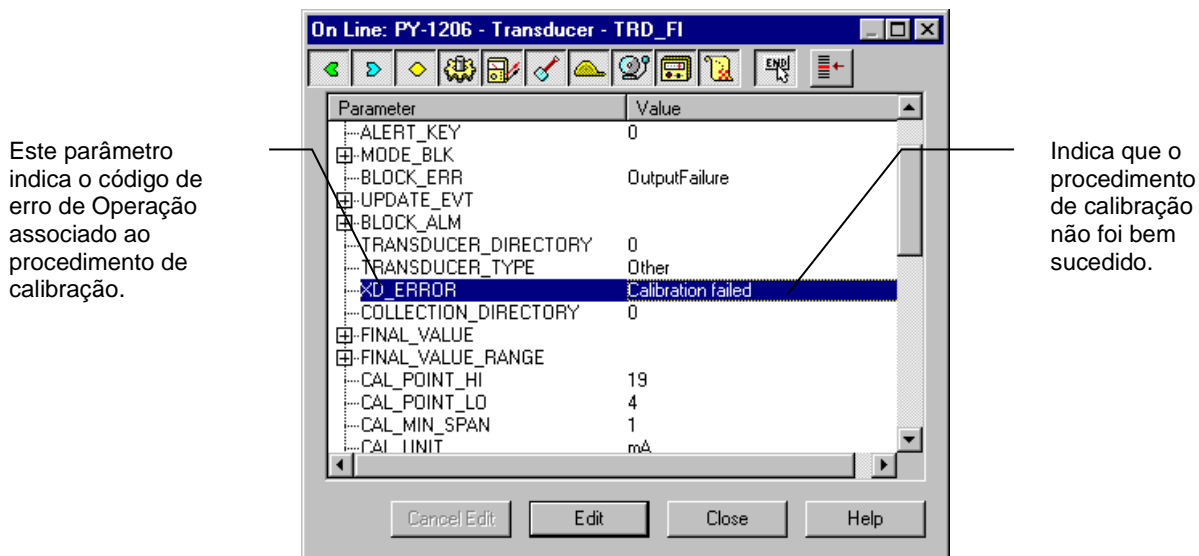 On Line: PY-1206 - Transducer - TRD_FI
END
Parameter Value
ALERT_KEY 0
MODE_BLK
BLOCK_ERR OutputFailure
UPDATE_EVT
BLOCK_ALM
TRANSDUCER_DIRECTORY 0
TRANSDUCER_TYPE Other
XD_ERROR Calibration failed
COLLECTION_DIRECTORY 0
FINAL_VALUE
FINAL_VALUE_RANGE
CAL_POINT_HI 19
CAL_POINT_LO 4
CAL_MIN_SPAN 1
CAL_UNIT mA
Cancel Edit Edit Close Help
Este parâmetro
indica o código de
erro de Operação
associado ao
procedimento de
calibração.
Indica que o
procedimento
de calibração
não foi bem
sucedido.